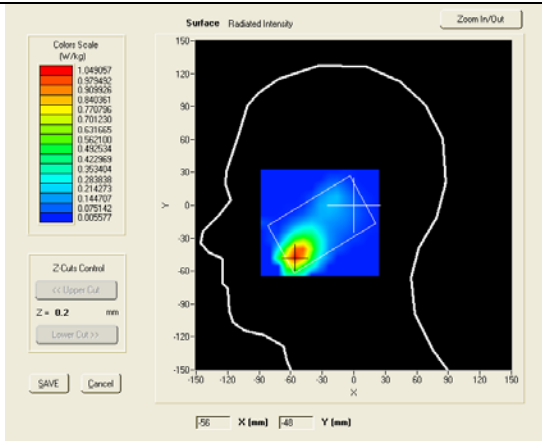 Surface Radiated Intensity
Zoom In/Out
Colors Scale
(W/kg)
1.049057
0.979492
0.909926
0.840361
0.770796
0.701230
0.631665
0.562100
0.492534
0.422969
0.353404
0.283838
0.214273
0.144707
0.075142
0.005577
Z-Cuts Control
<< Upper Cut
Z = 0.2 mm
Lower Cut >>
SAVE Cancel
150-
120-
90-
60-
30-
0-
-30-
-60-
-90-
-120-
-150-
Y
-150 -120 -90 -60 -30 0 30 60 90 120 150
X
-56 X (mm) -48 Y (mm)